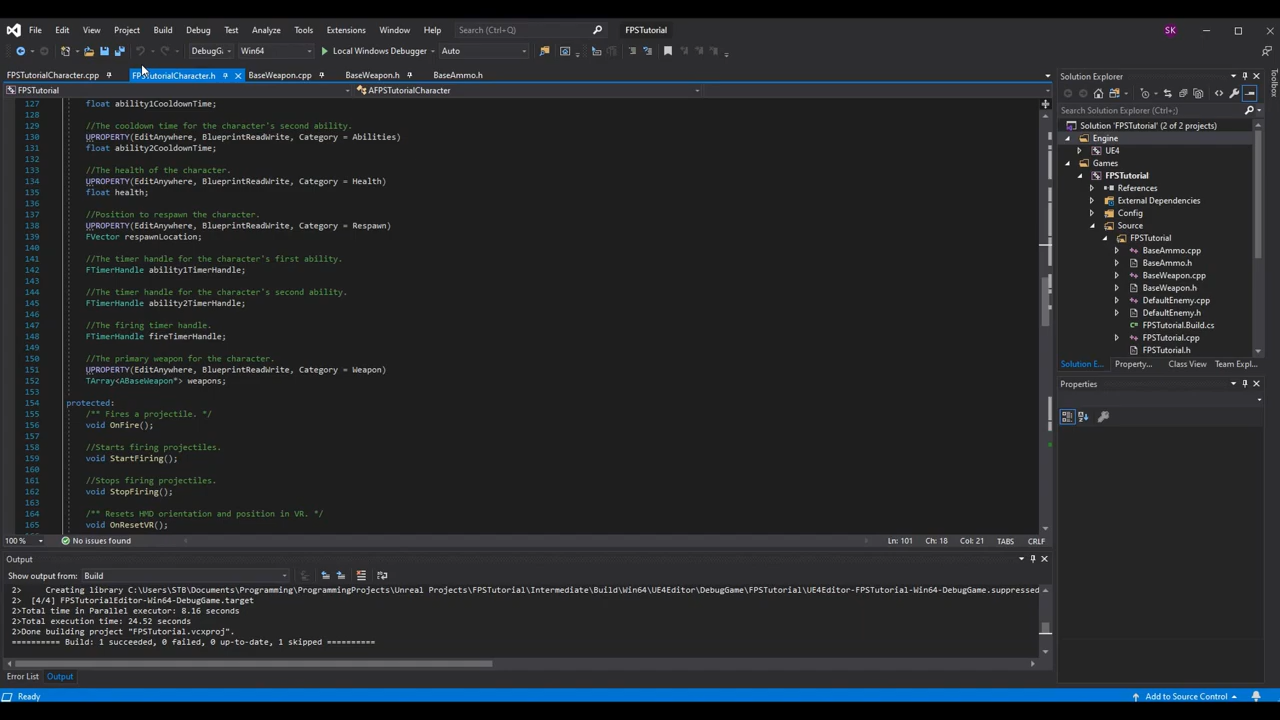 File Edit View Project Build Debug Test Analyze Tools Extensions Window Help Search (Ctrl+Q) FPSTutorial SK
DebugG Win64 Local Windows Debugger Auto
FPSTutorialCharacter.cpp FPSTutorialCharacter.h BaseWeapon.cpp BaseWeapon.h BaseAmmo.h
FPSTutorial AFPSTutorialCharacter
127 float ability1CooldownTime;
128
129 //The cooldown time for the character's second ability.
130 UPROPERTY(EditAnywhere, BlueprintReadWrite, Category = Abilities)
131 float ability2CooldownTime;
132
133 //The health of the character.
134 UPROPERTY(EditAnywhere, BlueprintReadWrite, Category = Health)
135 float health;
136
137 //Position to respawn the character.
138 UPROPERTY(EditAnywhere, BlueprintReadWrite, Category = Respawn)
139 FVector respawnLocation;
140
141 //The timer handle for the character's first ability.
142 FTimerHandle ability1TimerHandle;
143
144 //The timer handle for the character's second ability.
145 FTimerHandle ability2TimerHandle;
146
147 //The firing timer handle.
148 FTimerHandle fireTimerHandle;
149
150 //The primary weapon for the character.
151 UPROPERTY(EditAnywhere, BlueprintReadWrite, Category = Weapon)
152 TArray<ABaseWeapon*> weapons;
153
154 protected:
155 /** Fires a projectile. */
156 void OnFire();
157
158 //Starts firing projectiles.
159 void StartFiring();
160
161 //Stops firing projectiles.
162 void StopFiring();
163
164 /** Resets HMD orientation and position in VR. */
165 void OnResetVR();
100 % No issues found Ln: 101 Ch: 18 Col: 21 TABS CRLF
Output
Show output from: Build
2> Creating library C:\Users\STB\Documents\Programming\ProgrammingProjects\Unreal Projects\FPSTutorial\Intermediate\Build\Win64\UE4Editor\DebugGame\UE4Editor-FPSTutorial-Win64-DebugGame.suppressed
2> [4/4] FPSTutorialEditor-Win64-DebugGame.target
2>Total time in Parallel executor: 8.16 seconds
2>Total execution time: 24.52 seconds
2>Done building project "FPSTutorial.vcxproj".
========== Build: 1 succeeded, 0 failed, 0 up-to-date, 1 skipped ==========
Error List Output
Ready Add to Source Control
Solution Explorer
Search Solution Explorer (Ctrl+;)
Solution 'FPSTutorial' (2 of 2 projects)
Engine
UE4
Games
FPSTutorial
References
External Dependencies
Config
Source
FPSTutorial
BaseAmmo.cpp
BaseAmmo.h
BaseWeapon.cpp
BaseWeapon.h
DefaultEnemy.cpp
DefaultEnemy.h
FPSTutorial.Build.cs
FPSTutorial.cpp
FPSTutorial.h
Solution E... Property... Class View Team Expl...
Properties
Toolbox